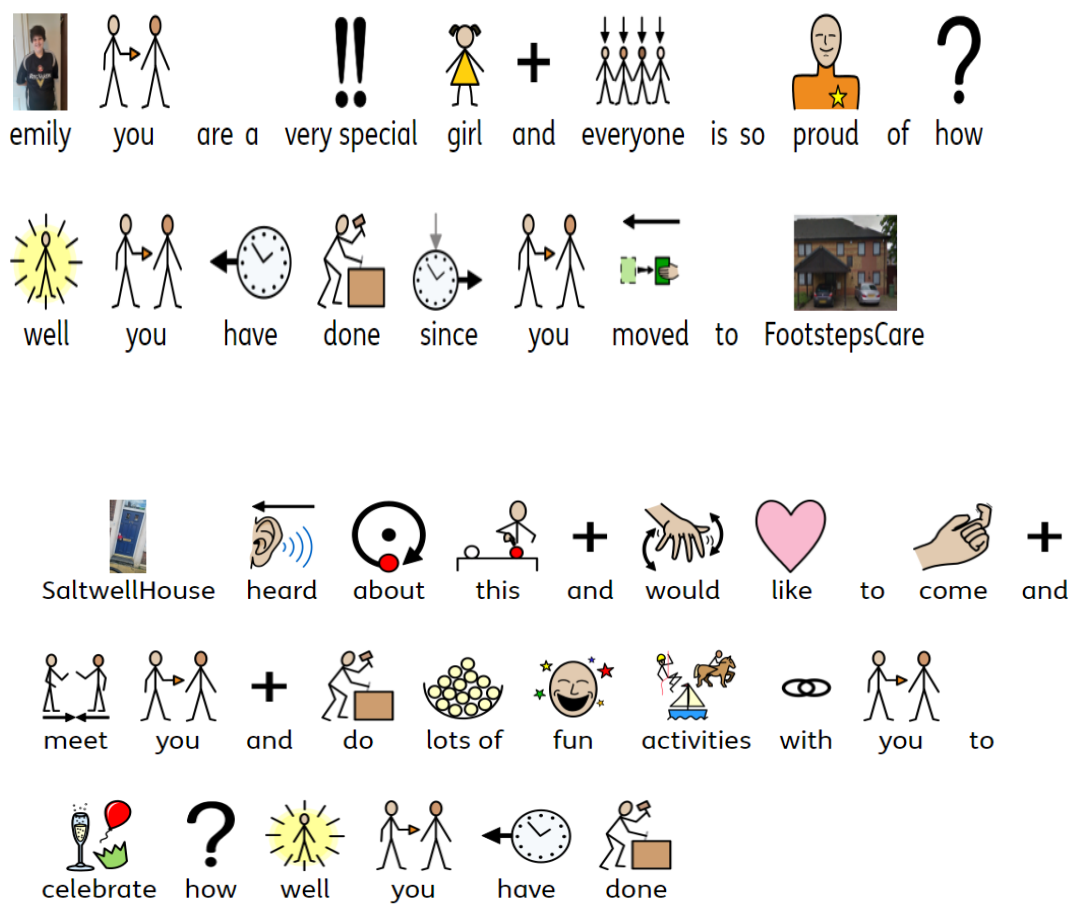 emily you are a very special girl and everyone is so proud of how
well you have done since you moved to FootstepsCare
SaltwellHouse heard about this and would like to come and
meet you and do lots of fun activities with you to
celebrate how well you have done